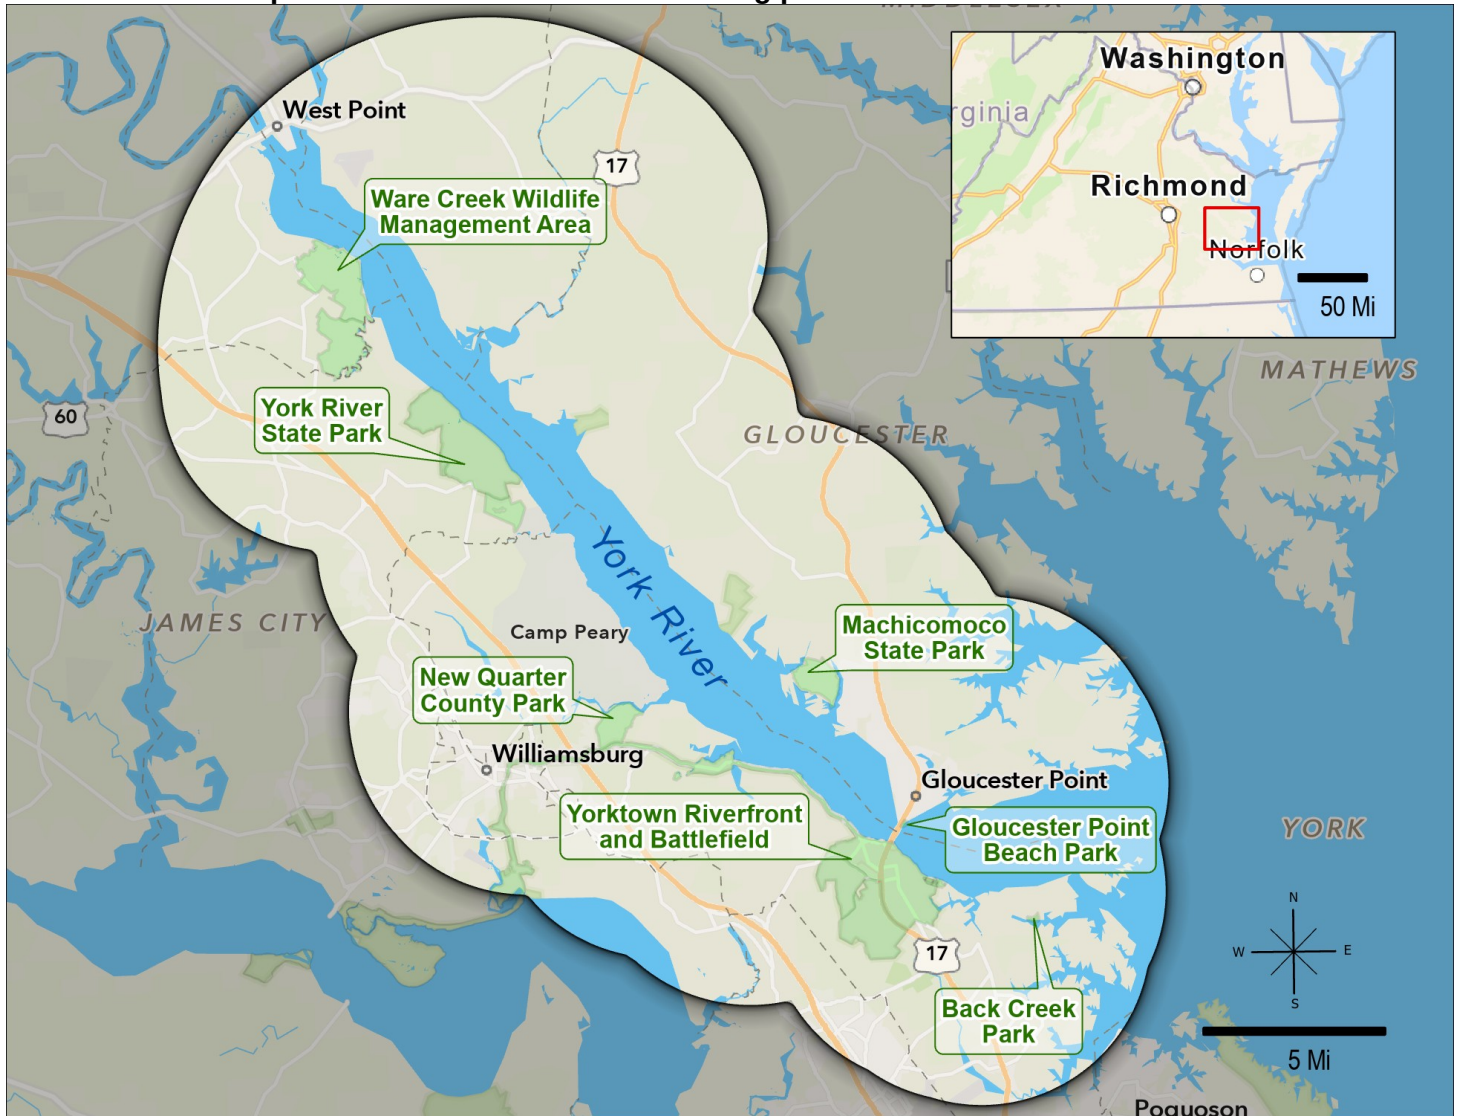 MIDDLESEX
West Point
17
Ware Creek Wildlife
Management Area
Washington
Richmond
Norfolk
50 Mi
60
York River
State Park
GLOUCESTER
MATHEWS
JAMES CITY
York River
Camp Peary
Machicomoco
State Park
New Quarter
County Park
Williamsburg
Gloucester Point
Yorktown Riverfront
and Battlefield
Gloucester Point
Beach Park
YORK
17
Back Creek
Park
N
W
E
S
5 Mi
Poquoson